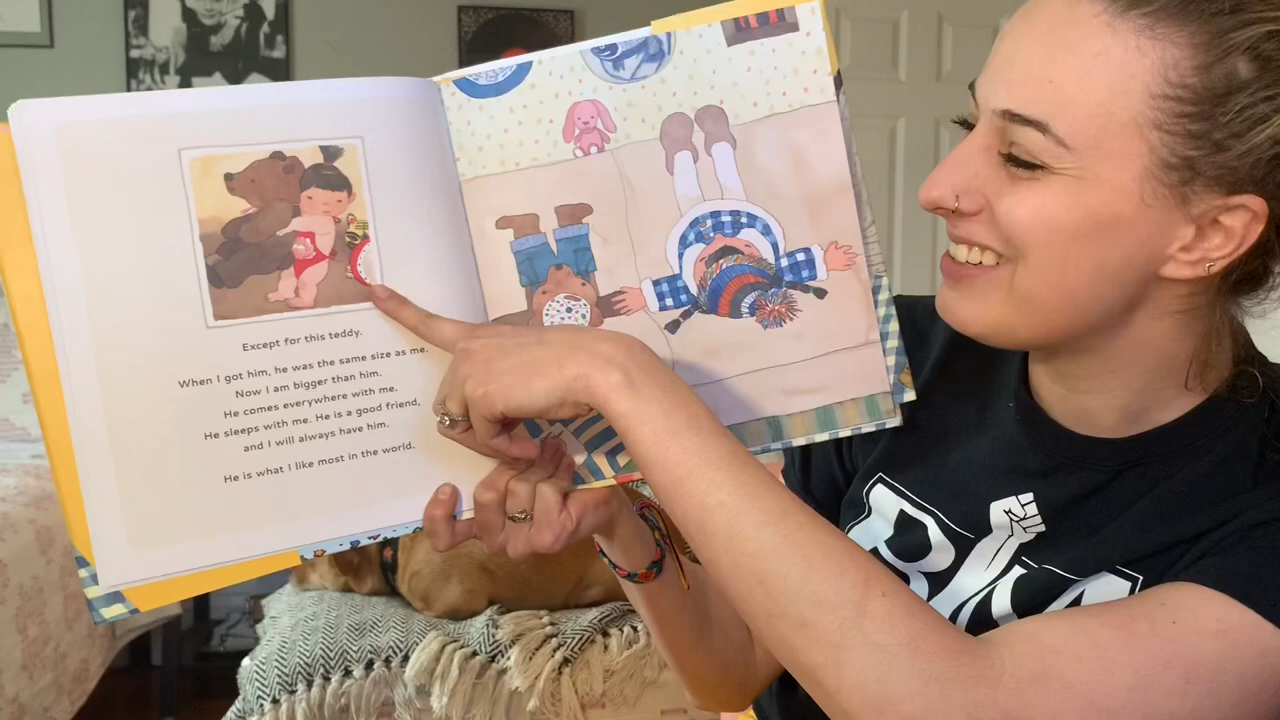 Except for this teddy.
When I got him, he was the same size as me.
Now I am bigger than him.
He comes everywhere with me.
He sleeps with me. He is a good friend,
and I will always have him.
He is what I like most in the world.